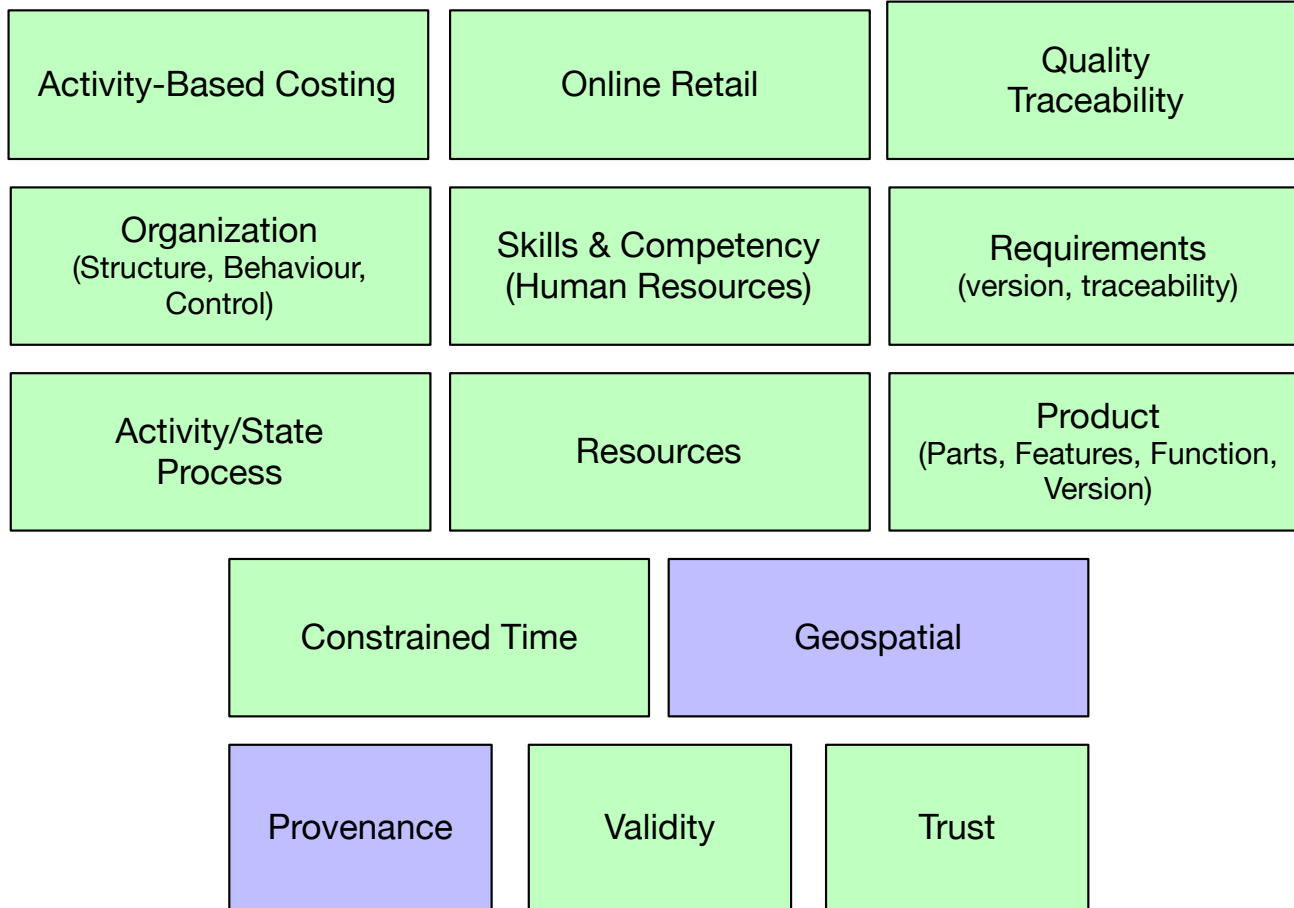 Activity-Based Costing
Online Retail
Quality
Traceability
Organization
(Structure, Behaviour,
Control)
Skills & Competency
(Human Resources)
Requirements
(version, traceability)
Activity/State
Process
Resources
Product
(Parts, Features, Function,
Version)
Constrained Time
Geospatial
Provenance
Validity
Trust